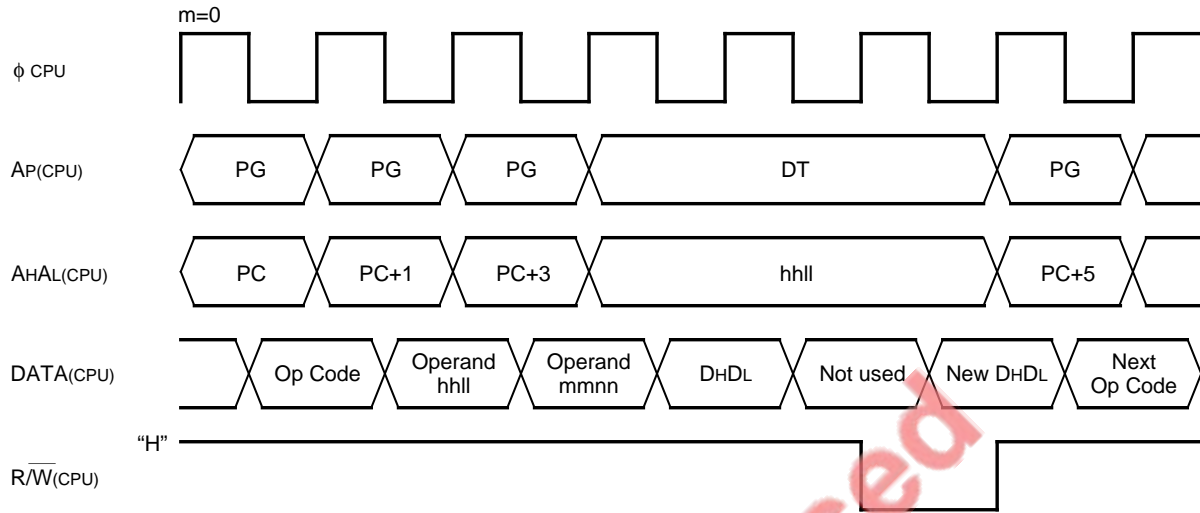 m=0
ϕ CPU
AP(CPU)
PG
PG
PG
DT
PG
AHAL(CPU)
PC
PC+1
PC+3
hhll
PC+5
DATA(CPU)
Op Code
Operand
hhll
Operand
mmnn
DHDL
Not used
New DHDL
Next
Op Code
“H”
R/W̅(CPU)